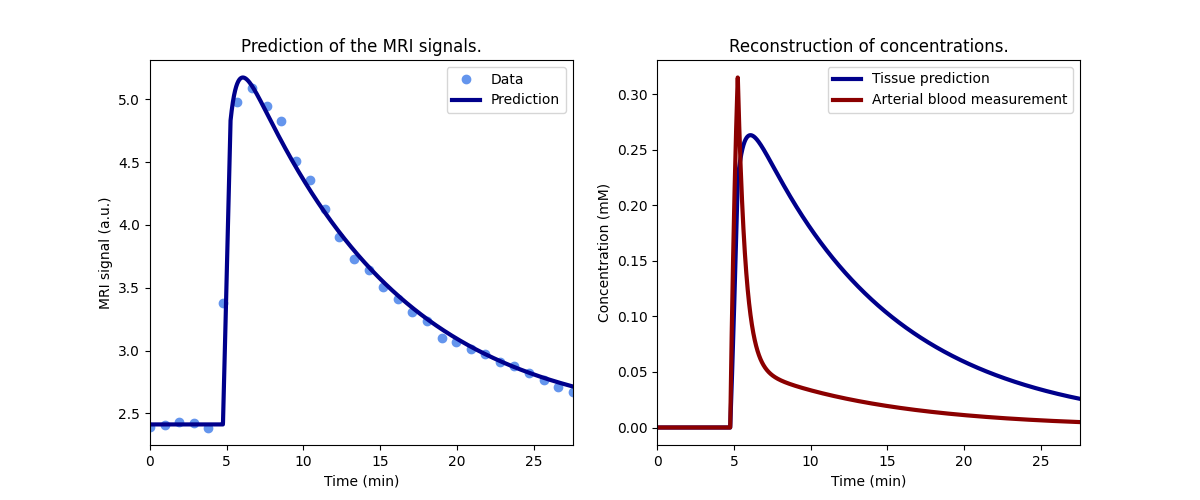 Prediction of the MRI signals.
Data
Prediction
MRI signal (a.u.)
5.0
4.5
4.0
3.5
3.0
2.5
0 5 10 15 20 25
Time (min)
Reconstruction of concentrations.
Tissue prediction
Arterial blood measurement
Concentration (mM)
0.30
0.25
0.20
0.15
0.10
0.05
0.00
0 5 10 15 20 25
Time (min)